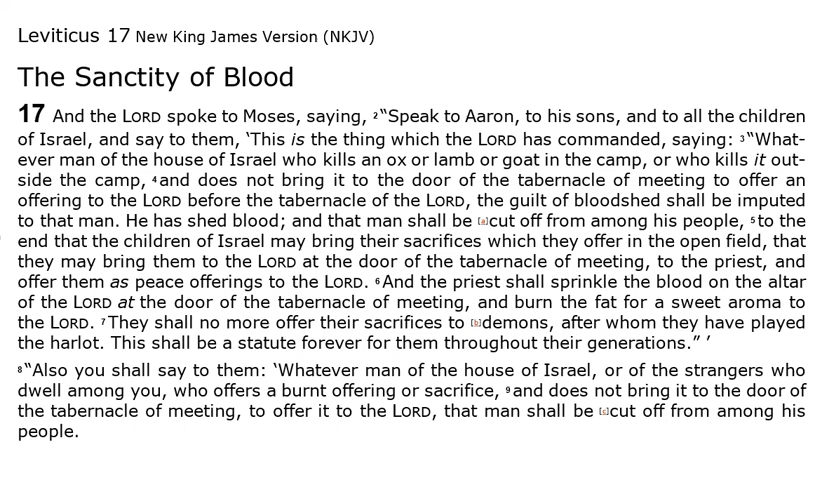 Leviticus 17 New King James Version (NKJV)
The Sanctity of Blood
17 And the LORD spoke to Moses, saying, 2 “Speak to Aaron, to his sons, and to all the children
of Israel, and say to them, ‘This is the thing which the LORD has commanded, saying: 3 “What-
ever man of the house of Israel who kills an ox or lamb or goat in the camp, or who kills it out-
side the camp, 4 and does not bring it to the door of the tabernacle of meeting to offer an
offering to the LORD before the tabernacle of the LORD, the guilt of bloodshed shall be imputed
to that man. He has shed blood; and that man shall be [a]cut off from among his people, 5 to the
end that the children of Israel may bring their sacrifices which they offer in the open field, that
they may bring them to the LORD at the door of the tabernacle of meeting, to the priest, and
offer them as peace offerings to the LORD. 6 And the priest shall sprinkle the blood on the altar
of the LORD at the door of the tabernacle of meeting, and burn the fat for a sweet aroma to
the LORD. 7 They shall no more offer their sacrifices to [b]demons, after whom they have played
the harlot. This shall be a statute forever for them throughout their generations.” ’
8 “Also you shall say to them: ‘Whatever man of the house of Israel, or of the strangers who
dwell among you, who offers a burnt offering or sacrifice, 9 and does not bring it to the door of
the tabernacle of meeting, to offer it to the LORD, that man shall be [c]cut off from among his
people.